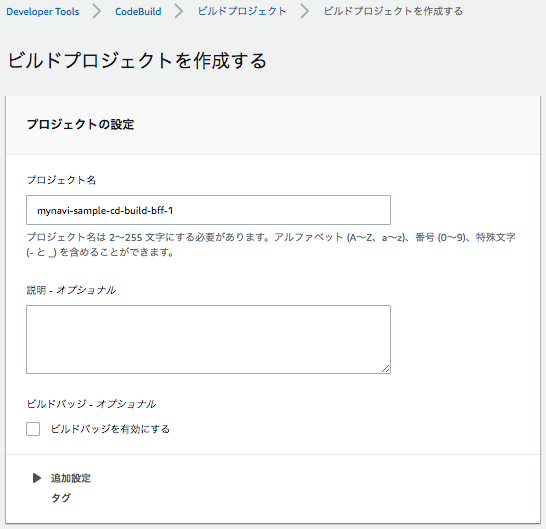 Developer Tools > CodeBuild > ビルドプロジェクト > ビルドプロジェクトを作成する
ビルドプロジェクトを作成する
プロジェクトの設定
プロジェクト名
mynavi-sample-cd-build-bff-1
プロジェクト名は 2〜255 文字にする必要があります。アルファベット (A〜Z、a〜z)、番号 (0〜9)、特殊文字
(- と _) を含めることができます。
説明 - オプショナル
ビルドバッジ - オプショナル
ビルドバッジを有効にする
追加設定
タグ